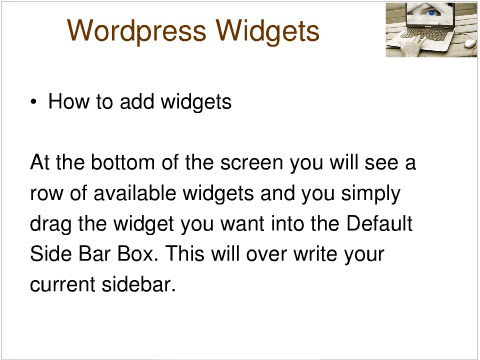 Wordpress Widgets
• How to add widgets
At the bottom of the screen you will see a
row of available widgets and you simply
drag the widget you want into the Default
Side Bar Box. This will over write your
current sidebar.